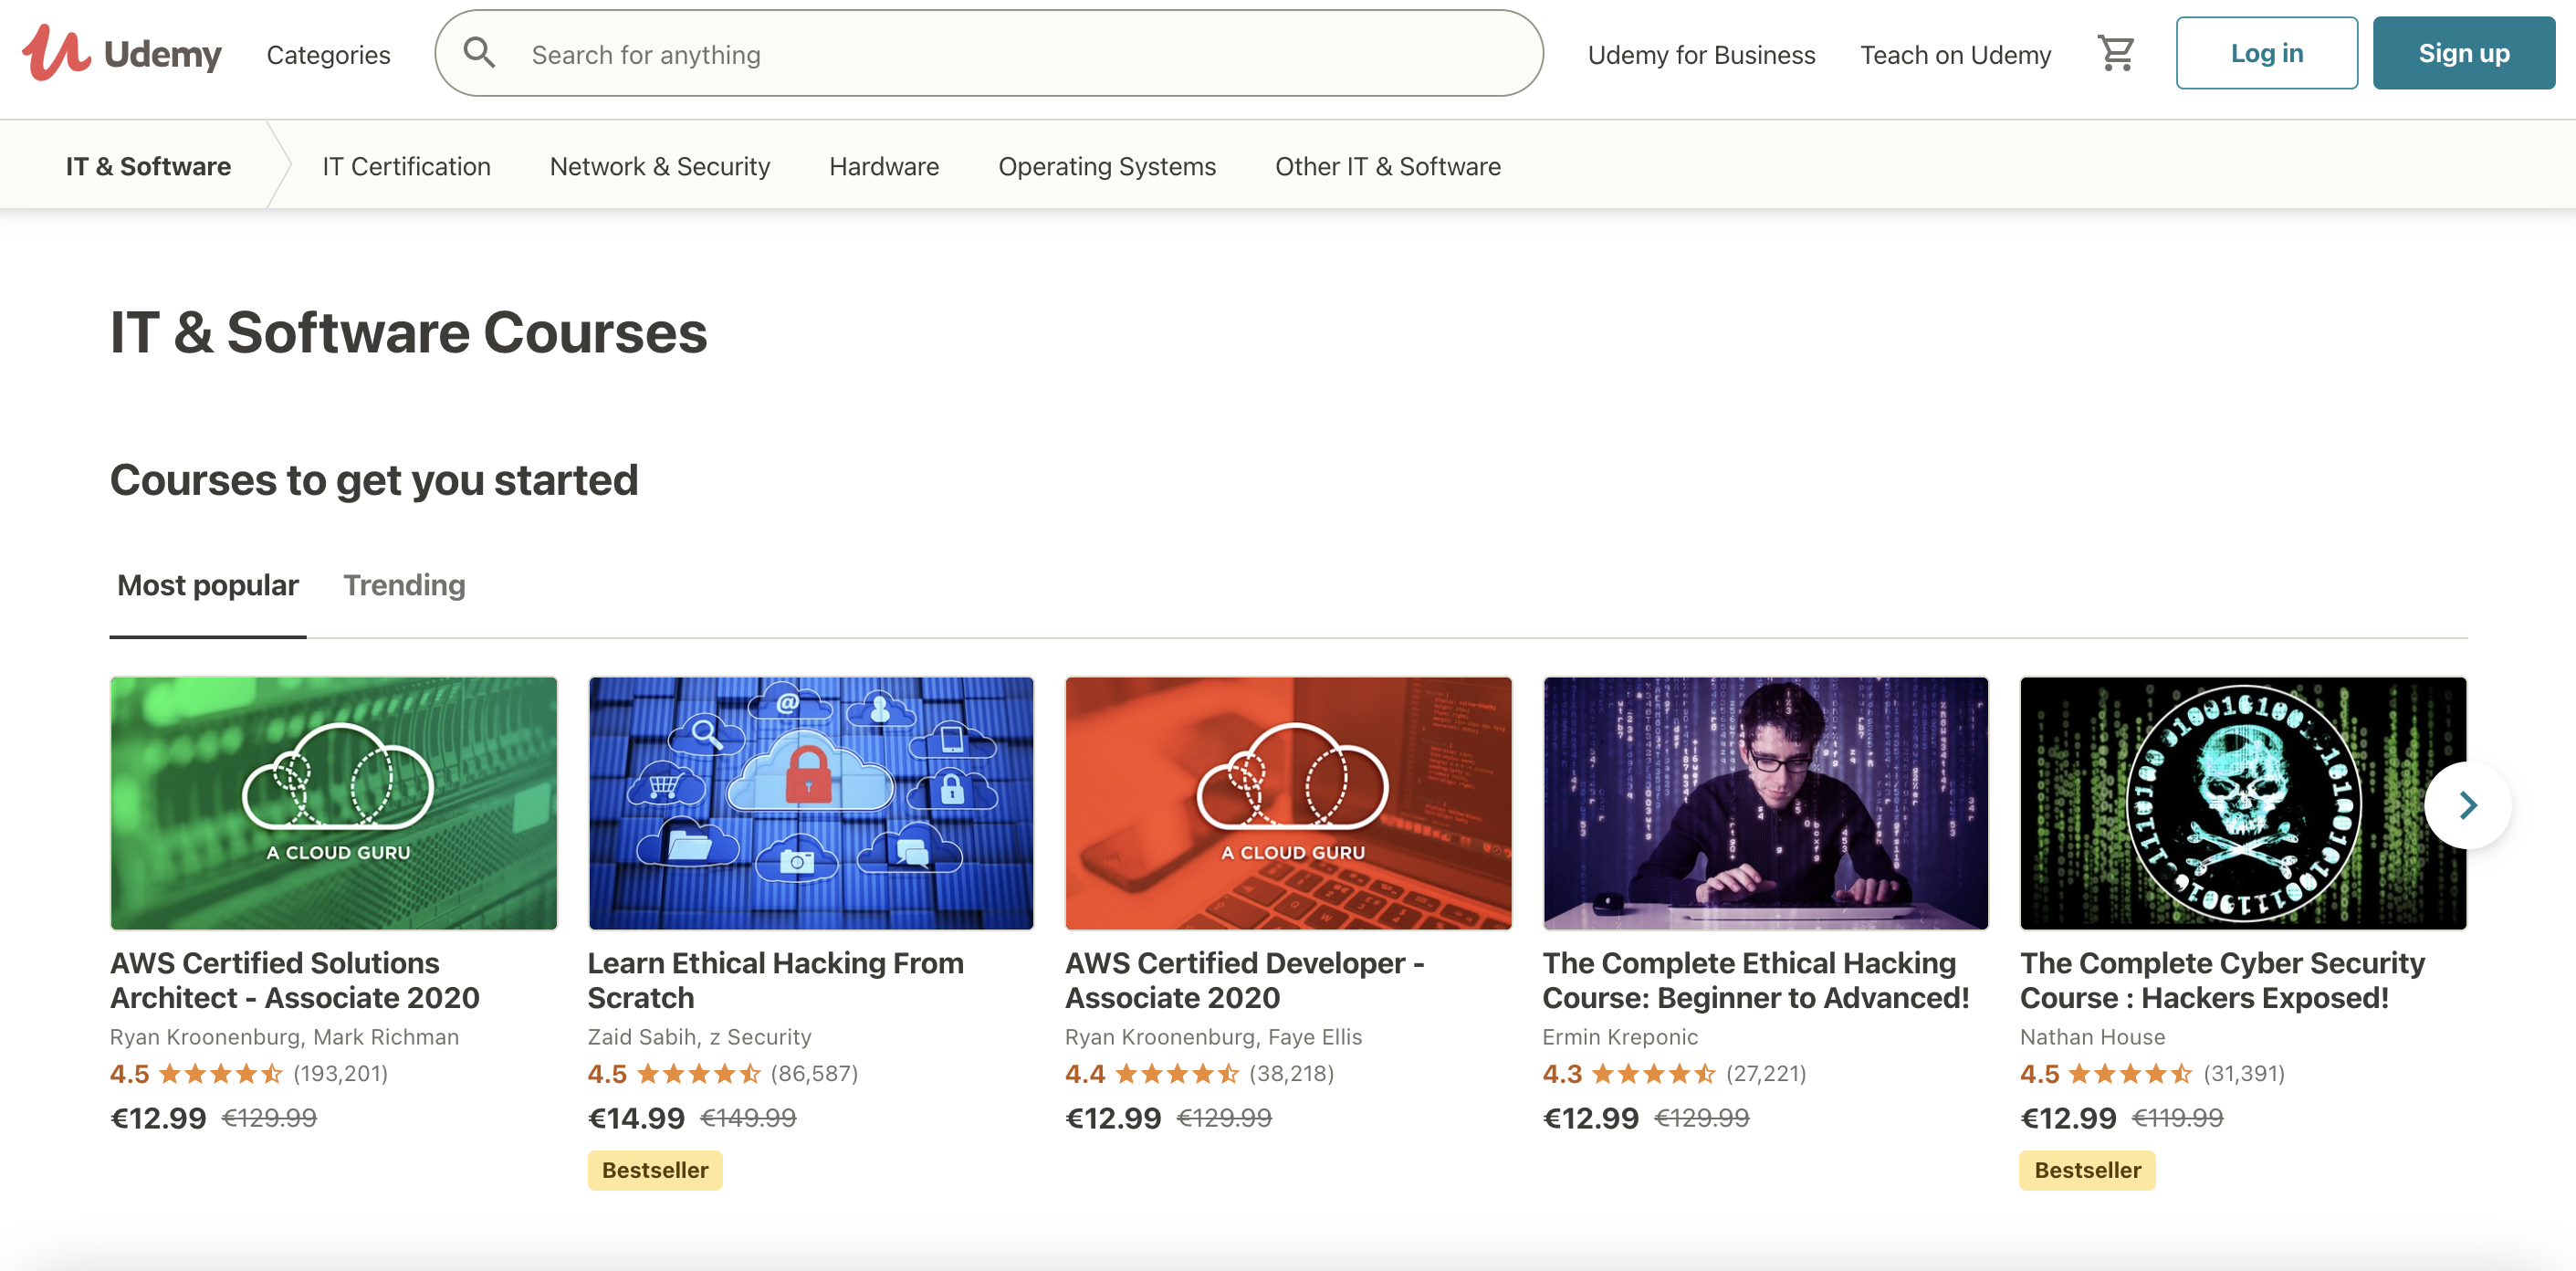 Udemy
Categories
Search for anything
Udemy for Business
Teach on Udemy
Log in
Sign up
IT & Software
IT Certification
Network & Security
Hardware
Operating Systems
Other IT & Software
IT & Software Courses
Courses to get you started
Most popular
Trending
A CLOUD GURU
AWS Certified Solutions
Architect - Associate 2020
Ryan Kroonenburg, Mark Richman
4.5 (193,201)
€12.99 €129.99
Learn Ethical Hacking From
Scratch
Zaid Sabih, z Security
4.5 (86,587)
€14.99 €149.99
Bestseller
A CLOUD GURU
AWS Certified Developer -
Associate 2020
Ryan Kroonenburg, Faye Ellis
4.4 (38,218)
€12.99 €129.99
The Complete Ethical Hacking
Course: Beginner to Advanced!
Ermin Kreponic
4.3 (27,221)
€12.99 €129.99
The Complete Cyber Security
Course : Hackers Exposed!
Nathan House
4.5 (31,391)
€12.99 €119.99
Bestseller